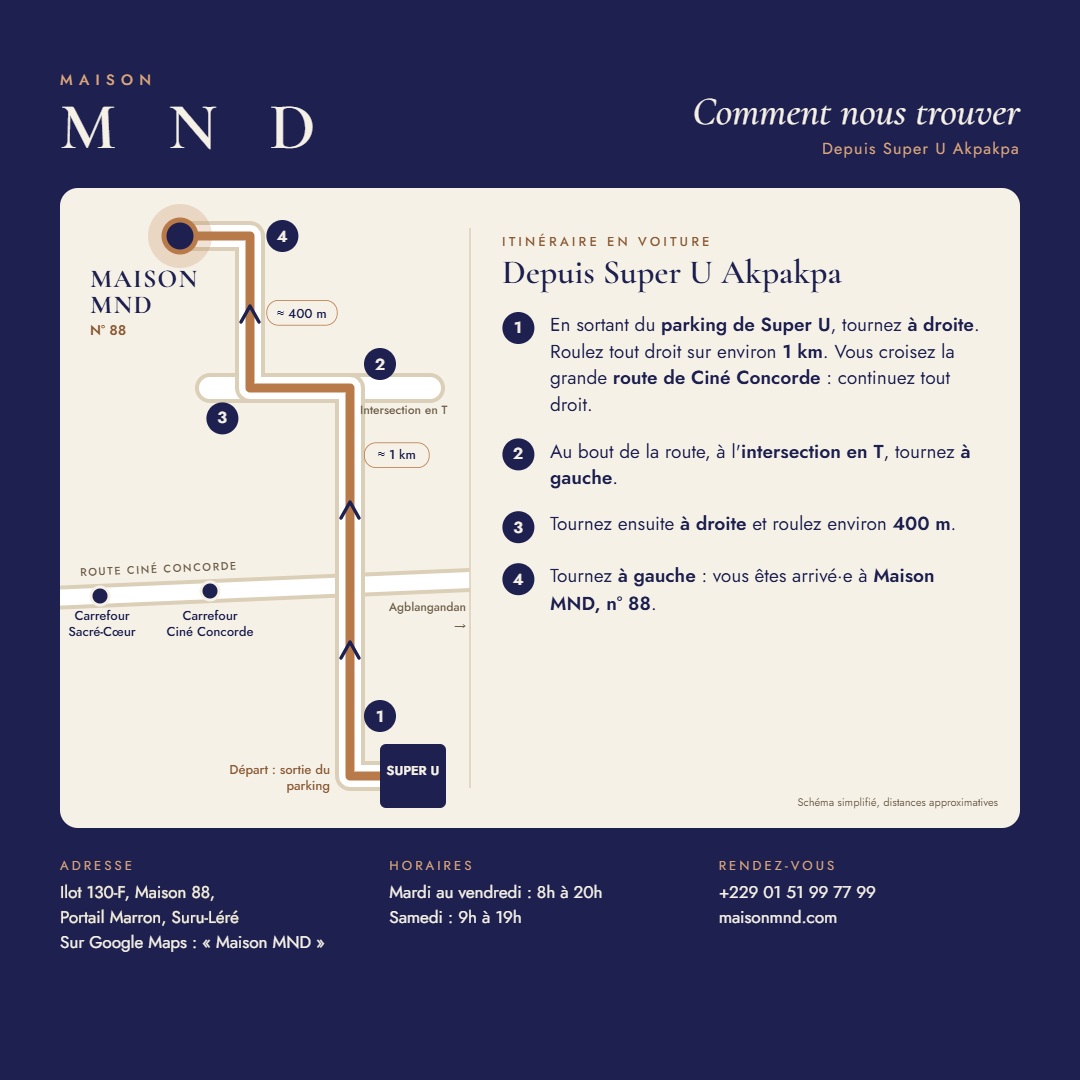 MAISON
M N D
Comment nous trouver
Depuis Super U Akpakpa
4
MAISON
MND
N° 88
≈ 400 m
2
3
Intersection en T
≈ 1 km
ROUTE CINÉ CONCORDE
Carrefour
Sacré-Cœur
Carrefour
Ciné Concorde
Agblangandan
→
1
Départ : sortie du
parking
SUPER U
ITINÉRAIRE EN VOITURE
Depuis Super U Akpakpa
1
En sortant du parking de Super U, tournez à droite.
Roulez tout droit sur environ 1 km. Vous croisez la
grande route de Ciné Concorde : continuez tout
droit.
2
Au bout de la route, à l'intersection en T, tournez à
gauche.
3
Tournez ensuite à droite et roulez environ 400 m.
4
Tournez à gauche : vous êtes arrivé·e à Maison
MND, n° 88.
Schéma simplifié, distances approximatives
ADRESSE
Ilot 130-F, Maison 88,
Portail Marron, Suru-Léré
Sur Google Maps : « Maison MND »
HORAIRES
Mardi au vendredi : 8h à 20h
Samedi : 9h à 19h
RENDEZ-VOUS
+229 01 51 99 77 99
maisonmnd.com